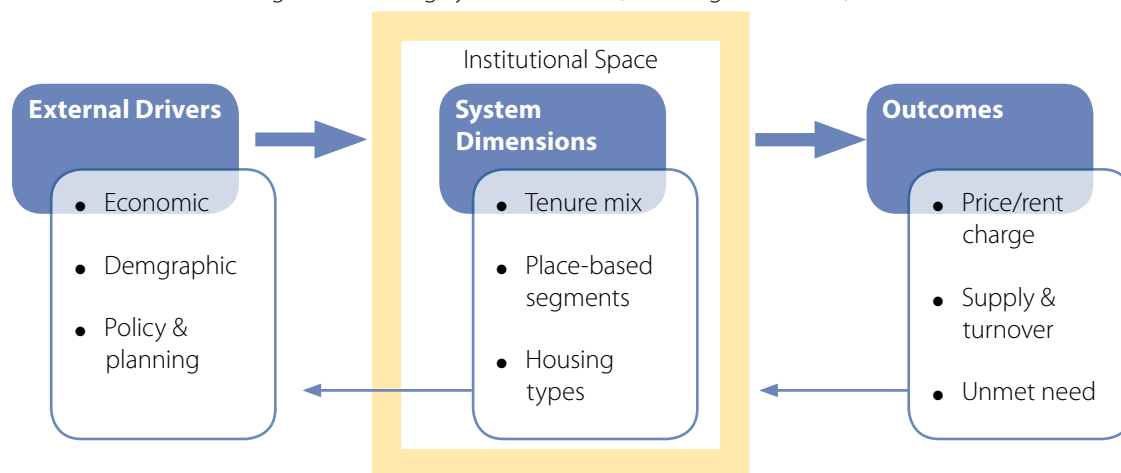 Institutional Space
External Drivers
• Economic
• Demgraphic
• Policy &
planning
System
Dimensions
• Tenure mix
• Place-based
segments
• Housing
types
Outcomes
• Price/rent
charge
• Supply &
turnover
• Unmet need